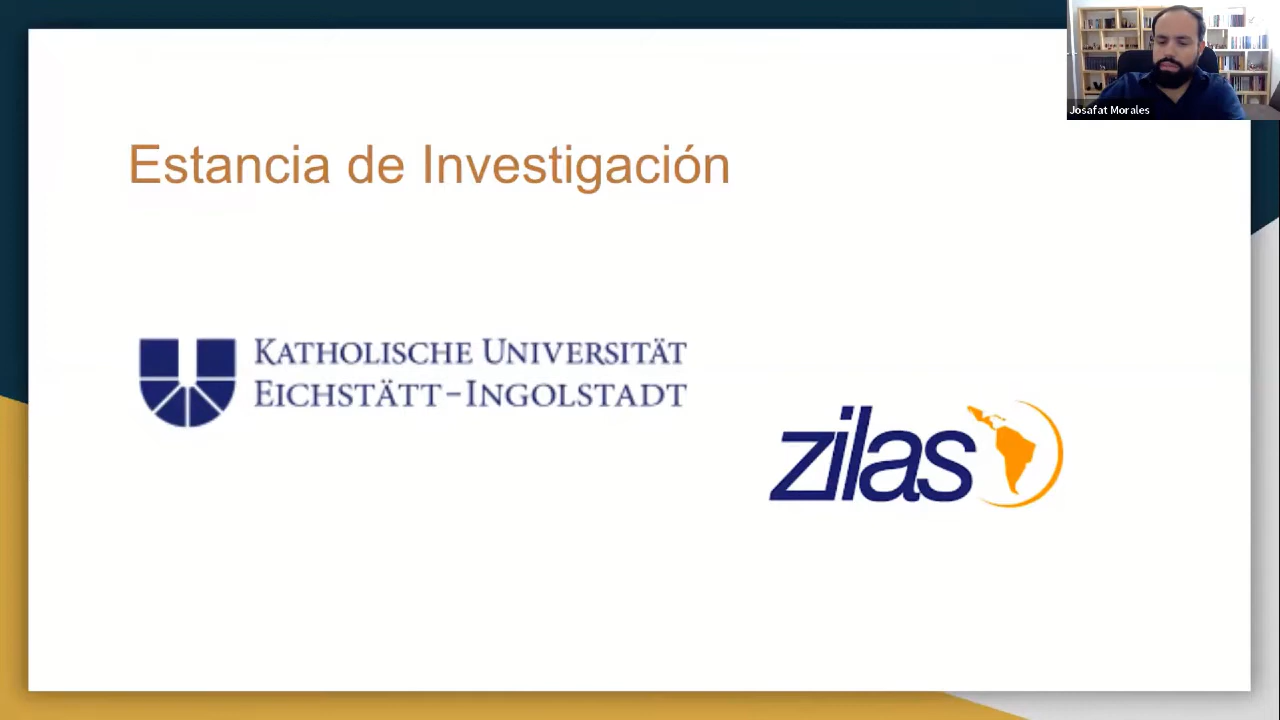 Josafat Morales
Estancia de Investigación
KATHOLISCHE UNIVERSITÄT
EICHSTÄTT-INGOLSTADT
zilas